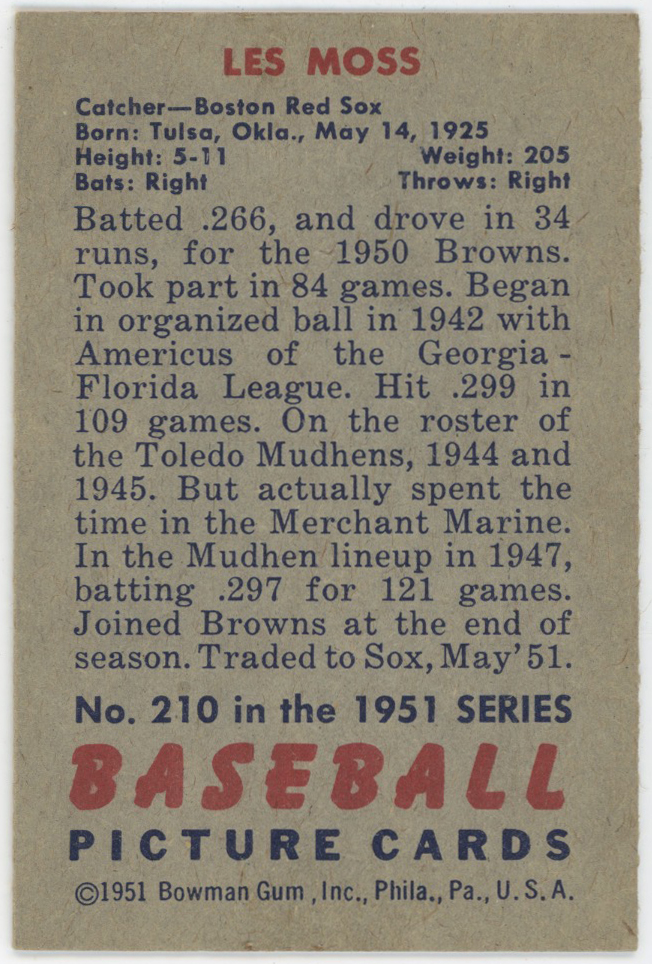 LES MOSS
Catcher—Boston Red Sox
Born: Tulsa, Okla., May 14, 1925
Height: 5-11 Weight: 205
Bats: Right Throws: Right
Batted .266, and drove in 34
runs, for the 1950 Browns.
Took part in 84 games. Began
in organized ball in 1942 with
Americus of the Georgia-
Florida League. Hit .299 in
109 games. On the roster of
the Toledo Mudhens, 1944 and
1945. But actually spent the
time in the Merchant Marine.
In the Mudhen lineup in 1947,
batting .297 for 121 games.
Joined Browns at the end of
season. Traded to Sox, May '51.
No. 210 in the 1951 SERIES
BASEBALL
PICTURE CARDS
©1951 Bowman Gum, Inc., Phila., Pa., U. S. A.